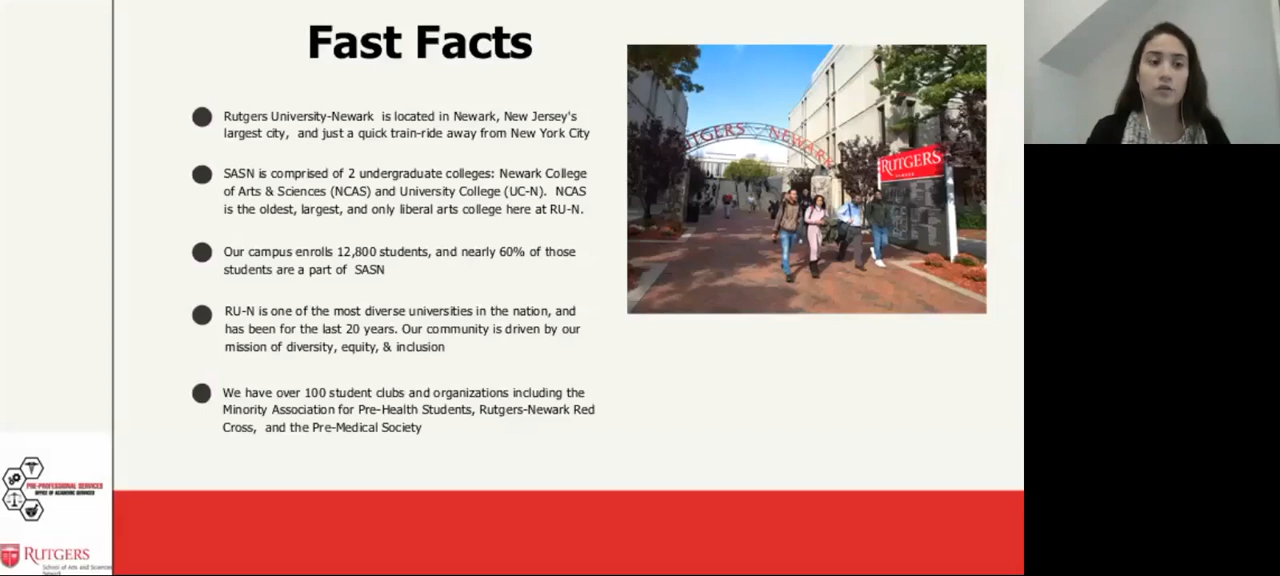 Fast Facts
Rutgers University-Newark is located in Newark, New Jersey's
largest city, and just a quick train-ride away from New York City
SASN is comprised of 2 undergraduate colleges: Newark College
of Arts & Sciences (NCAS) and University College (UC-N). NCAS
is the oldest, largest, and only liberal arts college here at RU-N.
Our campus enrolls 12,800 students, and nearly 60% of those
students are a part of SASN
RU-N is one of the most diverse universities in the nation, and
has been for the last 20 years. Our community is driven by our
mission of diversity, equity, & inclusion
We have over 100 student clubs and organizations including the
Minority Association for Pre-Health Students, Rutgers-Newark Red
Cross, and the Pre-Medical Society
RUTGERS NEWARK
RUTGERS
NEWARK
PRE-PROFESSIONAL SERVICES
OFFICE OF ACADEMIC SERVICES
RUTGERS
School of Arts and Sciences
Newark